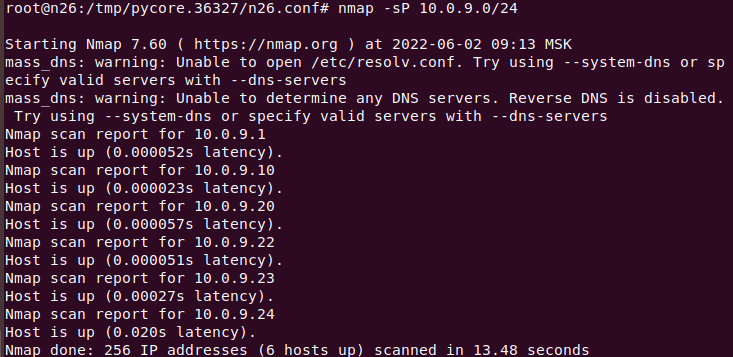 root@n26:/tmp/pycore.36327/n26.conf# nmap -sP 10.0.9.0/24
Starting Nmap 7.60 ( https://nmap.org ) at 2022-06-02 09:13 MSK
mass_dns: warning: Unable to open /etc/resolv.conf. Try using --system-dns or sp
ecify valid servers with --dns-servers
mass_dns: warning: Unable to determine any DNS servers. Reverse DNS is disabled.
 Try using --system-dns or specify valid servers with --dns-servers
Nmap scan report for 10.0.9.1
Host is up (0.000052s latency).
Nmap scan report for 10.0.9.10
Host is up (0.000023s latency).
Nmap scan report for 10.0.9.20
Host is up (0.000057s latency).
Nmap scan report for 10.0.9.22
Host is up (0.000051s latency).
Nmap scan report for 10.0.9.23
Host is up (0.00027s latency).
Nmap scan report for 10.0.9.24
Host is up (0.020s latency).
Nmap done: 256 IP addresses (6 hosts up) scanned in 13.48 seconds